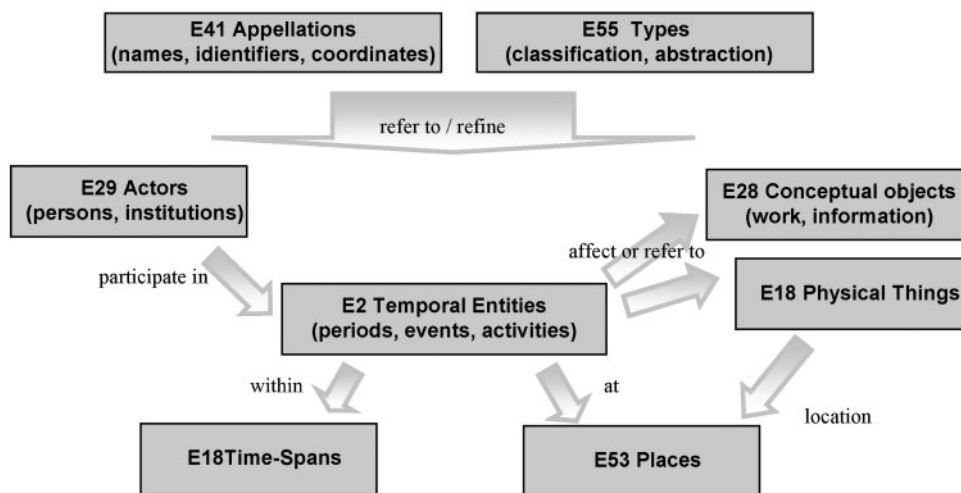 E41 Appellations
(names, idientifiers, coordinates)
E55 Types
(classification, abstraction)
refer to / refine
E29 Actors
(persons, institutions)
E28 Conceptual objects
(work, information)
affect or refer to
participate in
E18 Physical Things
E2 Temporal Entities
(periods, events, activities)
within
at
location
E18Time-Spans
E53 Places